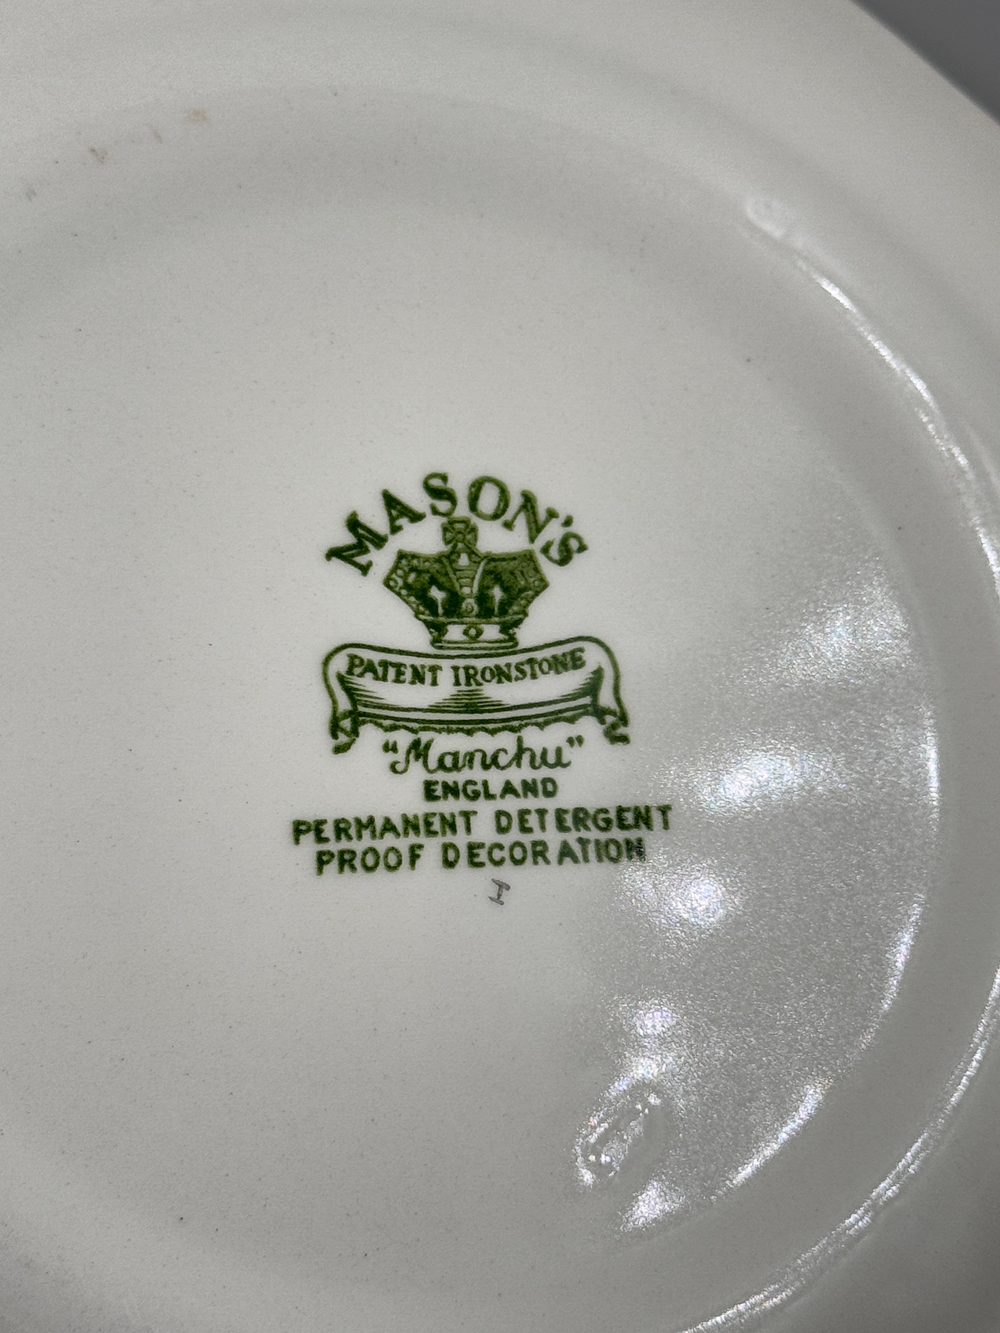 MASON'S
PATENT IRONSTONE
"Manchu"
ENGLAND
PERMANENT DETERGENT
PROOF DECORATION
I